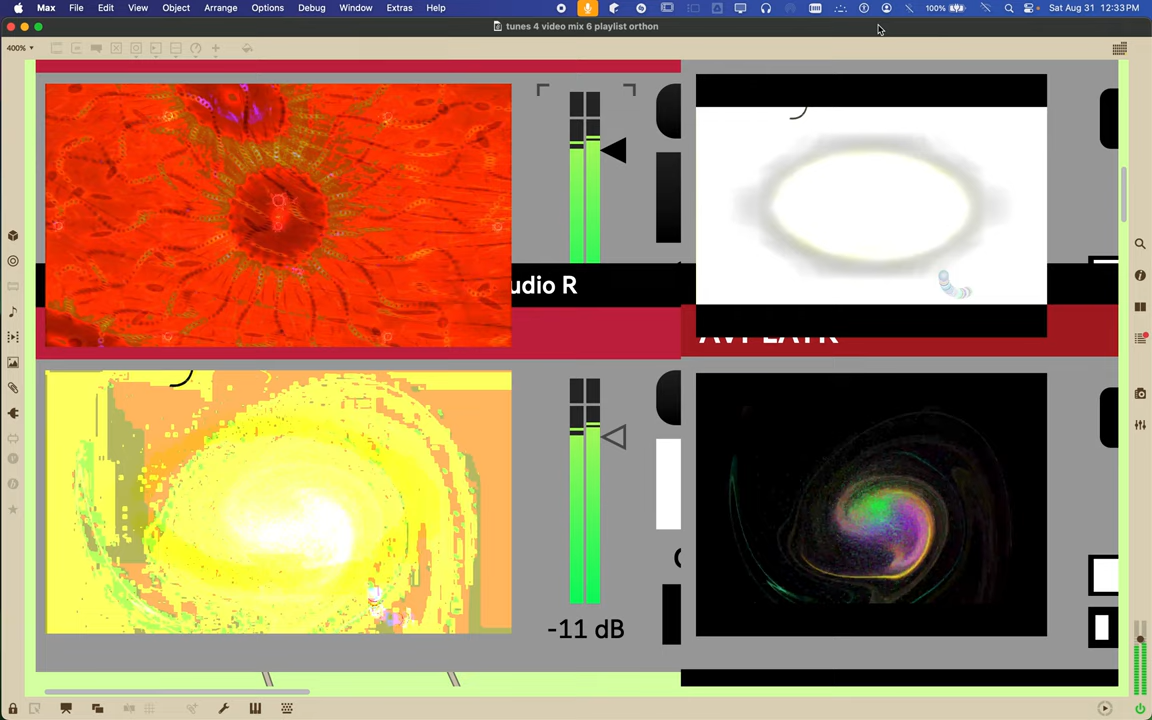 Max File Edit View Object Arrange Options Debug Window Extras Help
100% Sat Aug 31 12:33 PM
tunes 4 video mix 6 playlist orthon
400%
udio R
-11 dB